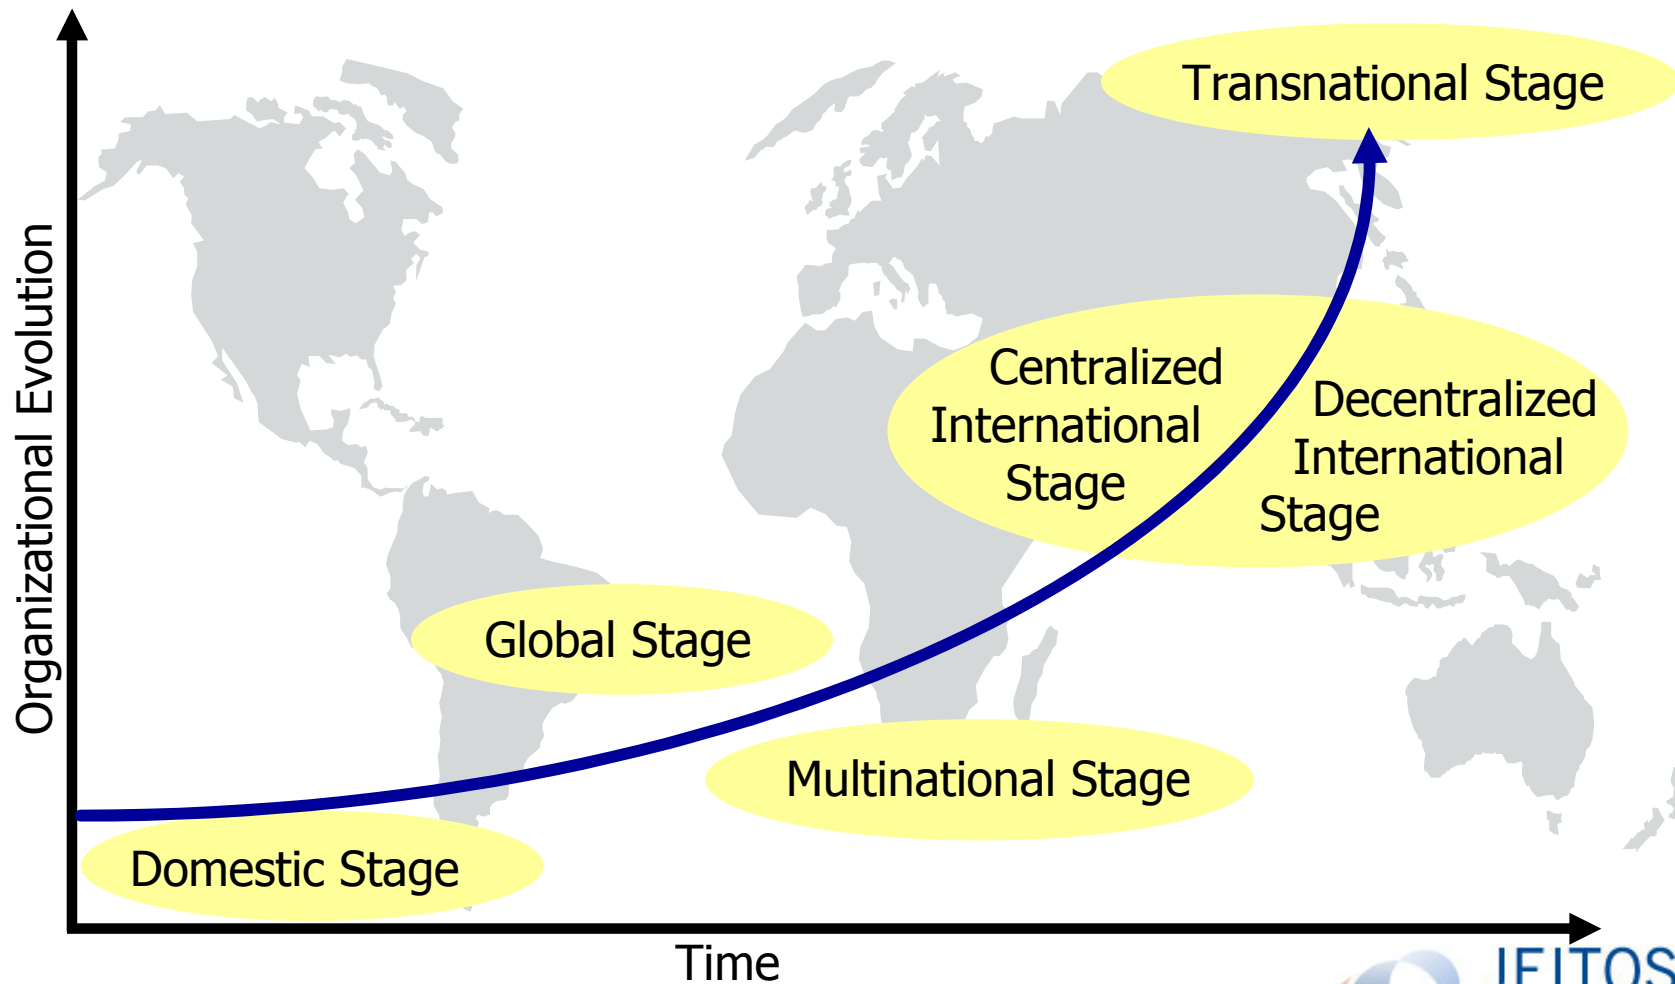 Transnational Stage
Organizational Evolution
Centralized
International
Stage
Decentralized
International
Stage
Global Stage
Multinational Stage
Domestic Stage
Time